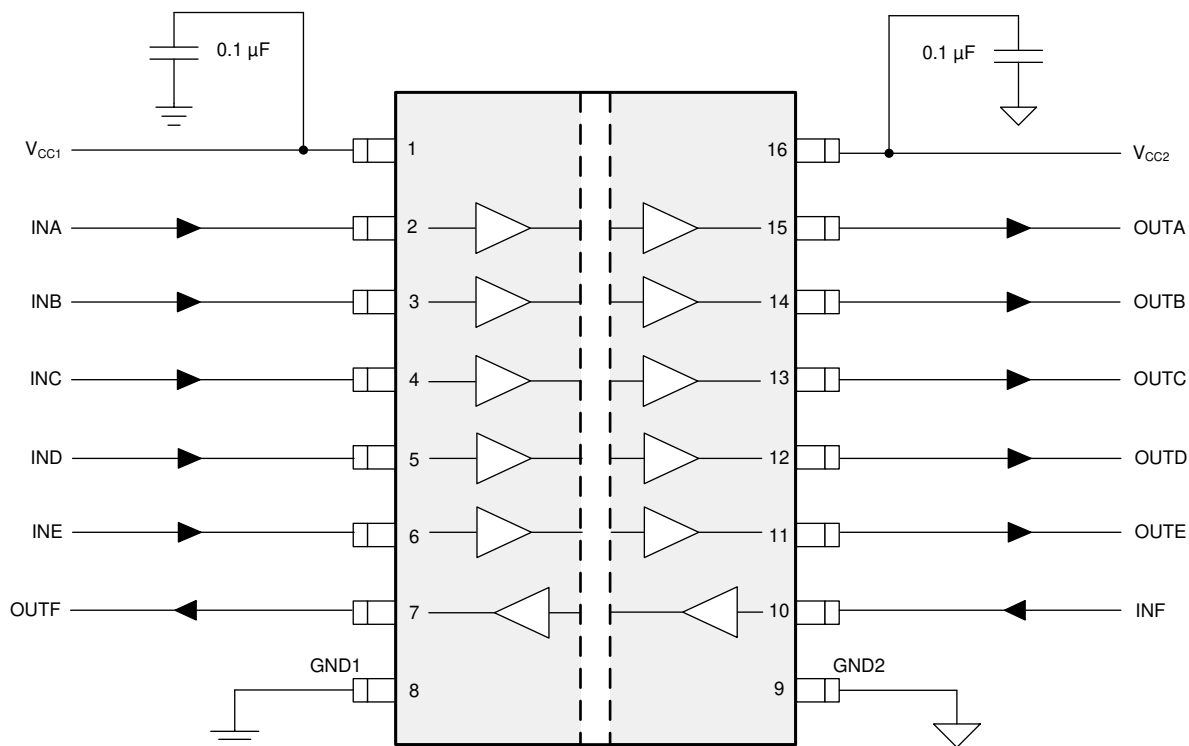 0.1 µF
0.1 µF
VCC1
1
16
VCC2
INA
2
15
OUTA
INB
3
14
OUTB
INC
4
13
OUTC
IND
5
12
OUTD
INE
6
11
OUTE
OUTF
7
10
INF
GND1
GND2
8
9